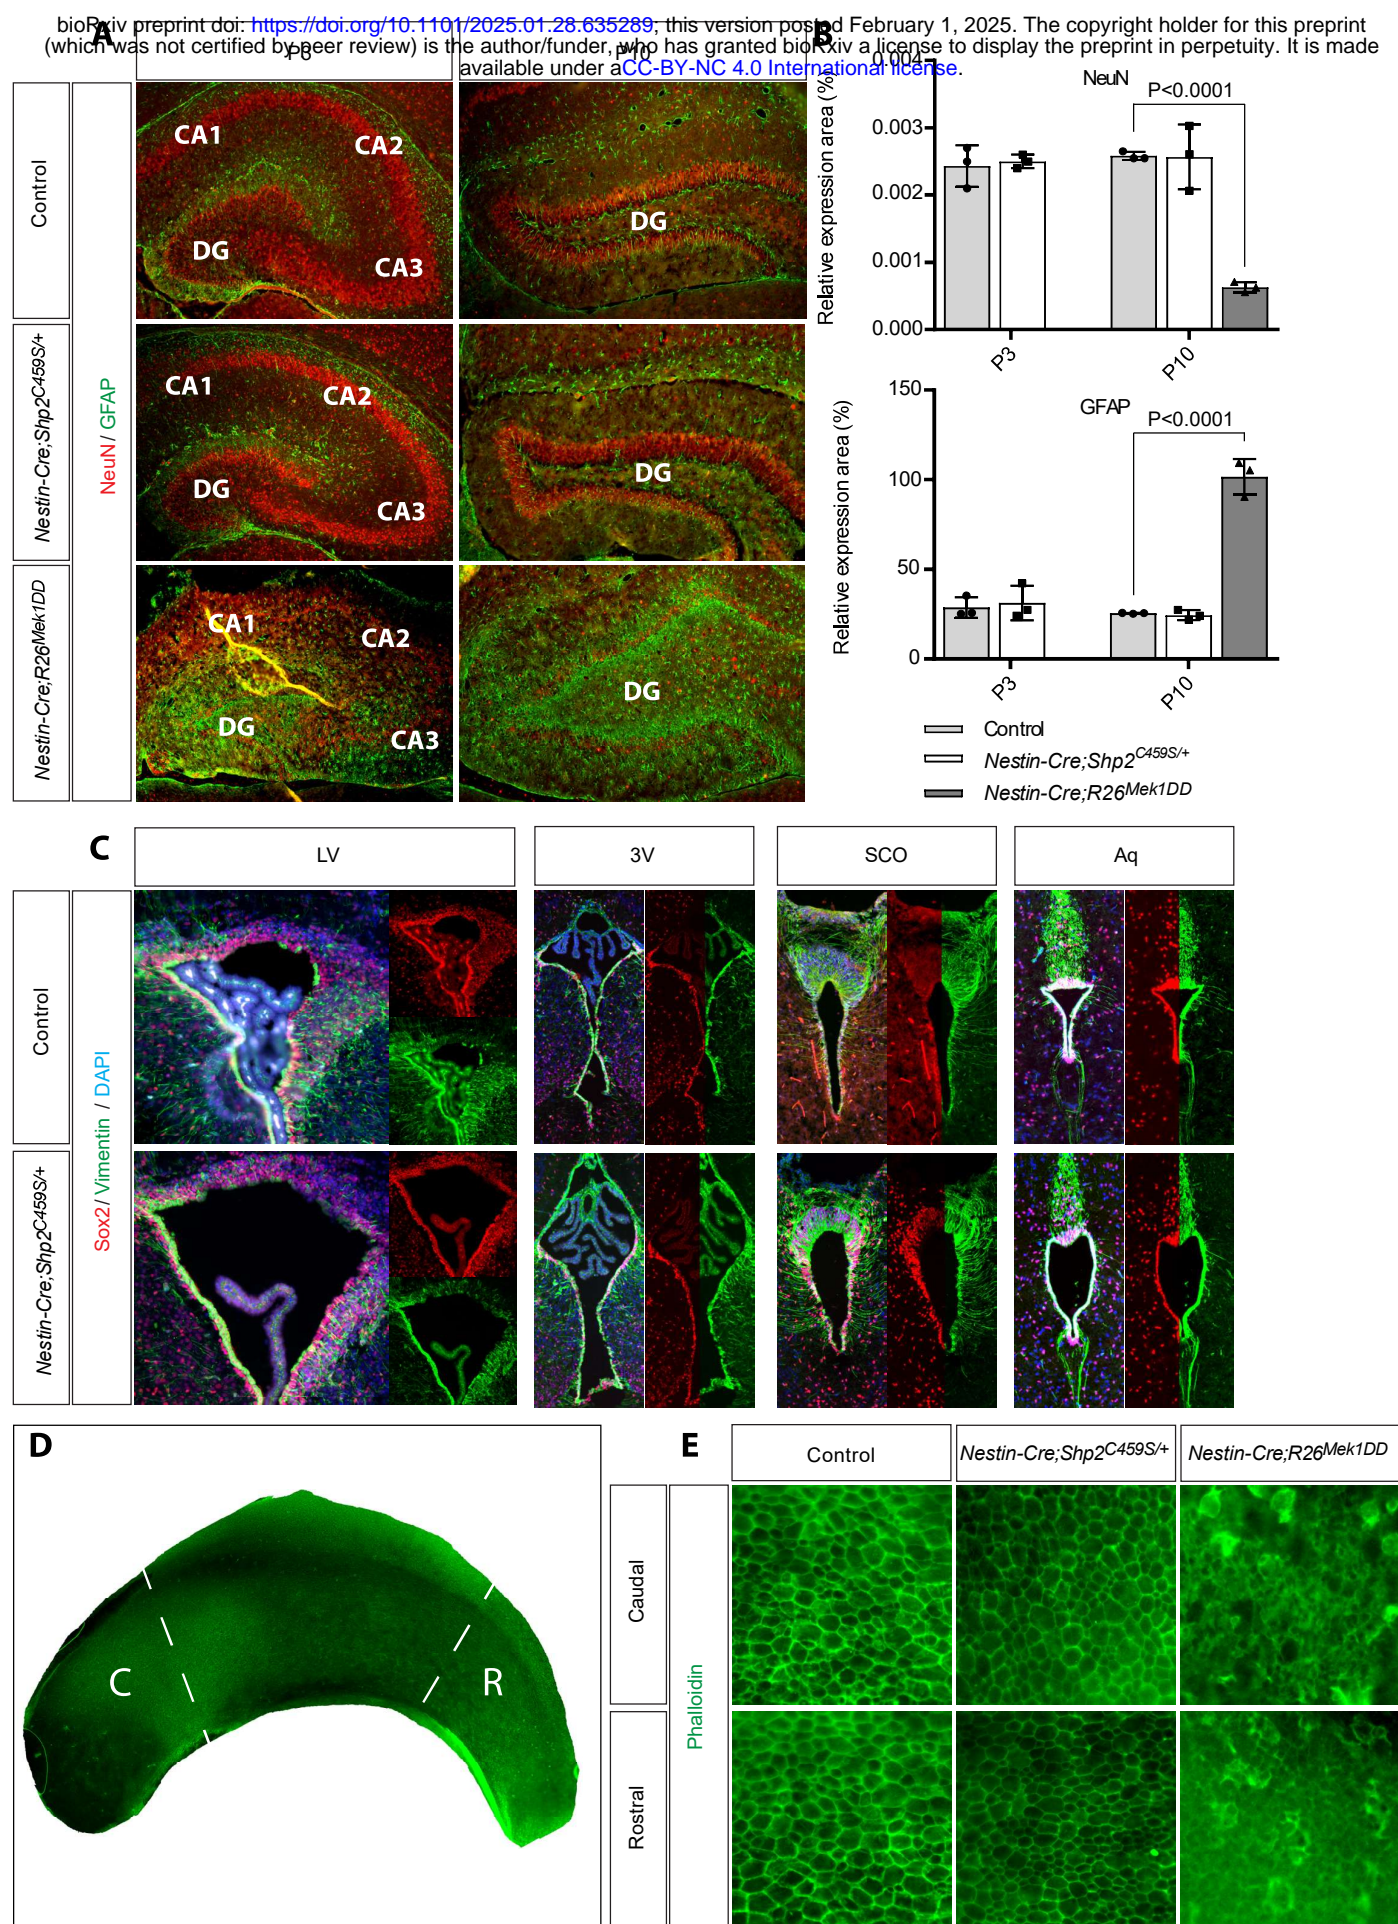 bioRxiv preprint doi: https://doi.org/10.1101/2025.01.28.635289; this version posted February 1, 2025. The copyright holder for this preprint
(which was not certified by peer review) is the author/funder, who has granted bioRxiv a license to display the preprint in perpetuity. It is made
available under aCC-BY-NC 4.0 International license.
A
P10
Control
Nestin-Cre;Shp2C459S/+
Nestin-Cre;R26Mek1DD
NeuN / GFAP
CA1
CA2
DG
CA3
DG
CA1
CA2
DG
CA3
DG
CA1
CA2
DG
CA3
DG
B
NeuN
P<0.0001
Relative expression area (%)
0.004
0.003
0.002
0.001
0.000
P3
P10
GFAP
P<0.0001
Relative expression area (%)
150
100
50
0
P3
P10
Control
Nestin-Cre;Shp2C459S/+
Nestin-Cre;R26Mek1DD
C
LV
3V
SCO
Aq
Control
Nestin-Cre;Shp2C459S/+
Sox2 / Vimentin / DAPI
D
C
R
E
Control
Nestin-Cre;Shp2C459S/+
Nestin-Cre;R26Mek1DD
Caudal
Rostral
Phalloidin